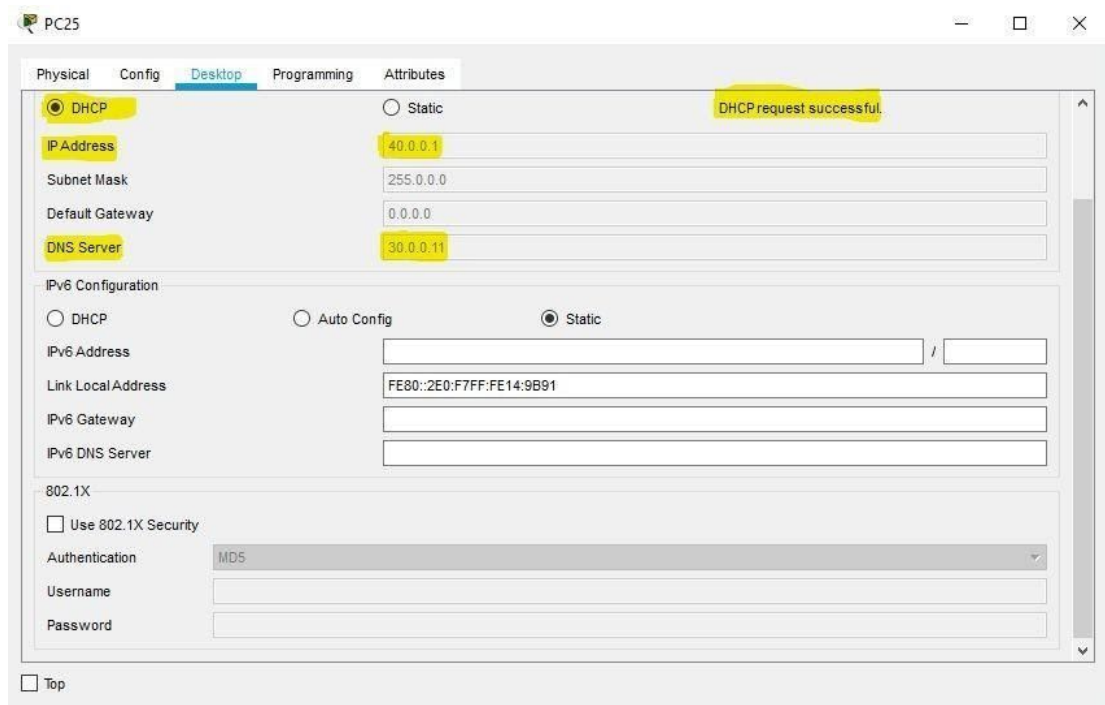 PC25
Physical Config Desktop Programming Attributes
DHCP Static DHCP request successful.
IP Address 40.0.0.1
Subnet Mask 255.0.0.0
Default Gateway 0.0.0.0
DNS Server 30.0.0.11
IPv6 Configuration
DHCP Auto Config Static
IPv6 Address /
Link Local Address FE80::2E0:F7FF:FE14:9B91
IPv6 Gateway
IPv6 DNS Server
802.1X
Use 802.1X Security
Authentication MD5
Username
Password
Top